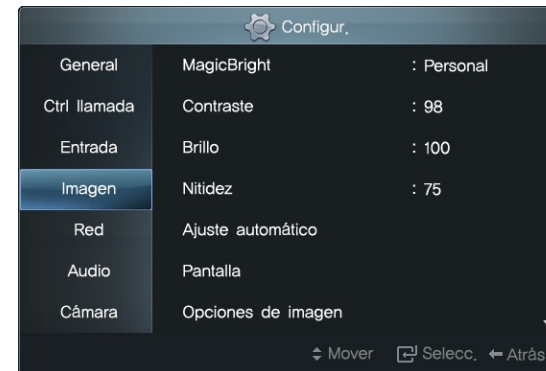 Configur.
General
Ctrl llamada
Entrada
Imagen
Red
Audio
Cámara
MagicBright : Personal
Contraste : 98
Brillo : 100
Nitidez : 75
Ajuste automático
Pantalla
Opciones de imagen
Mover Selecc. Atrás